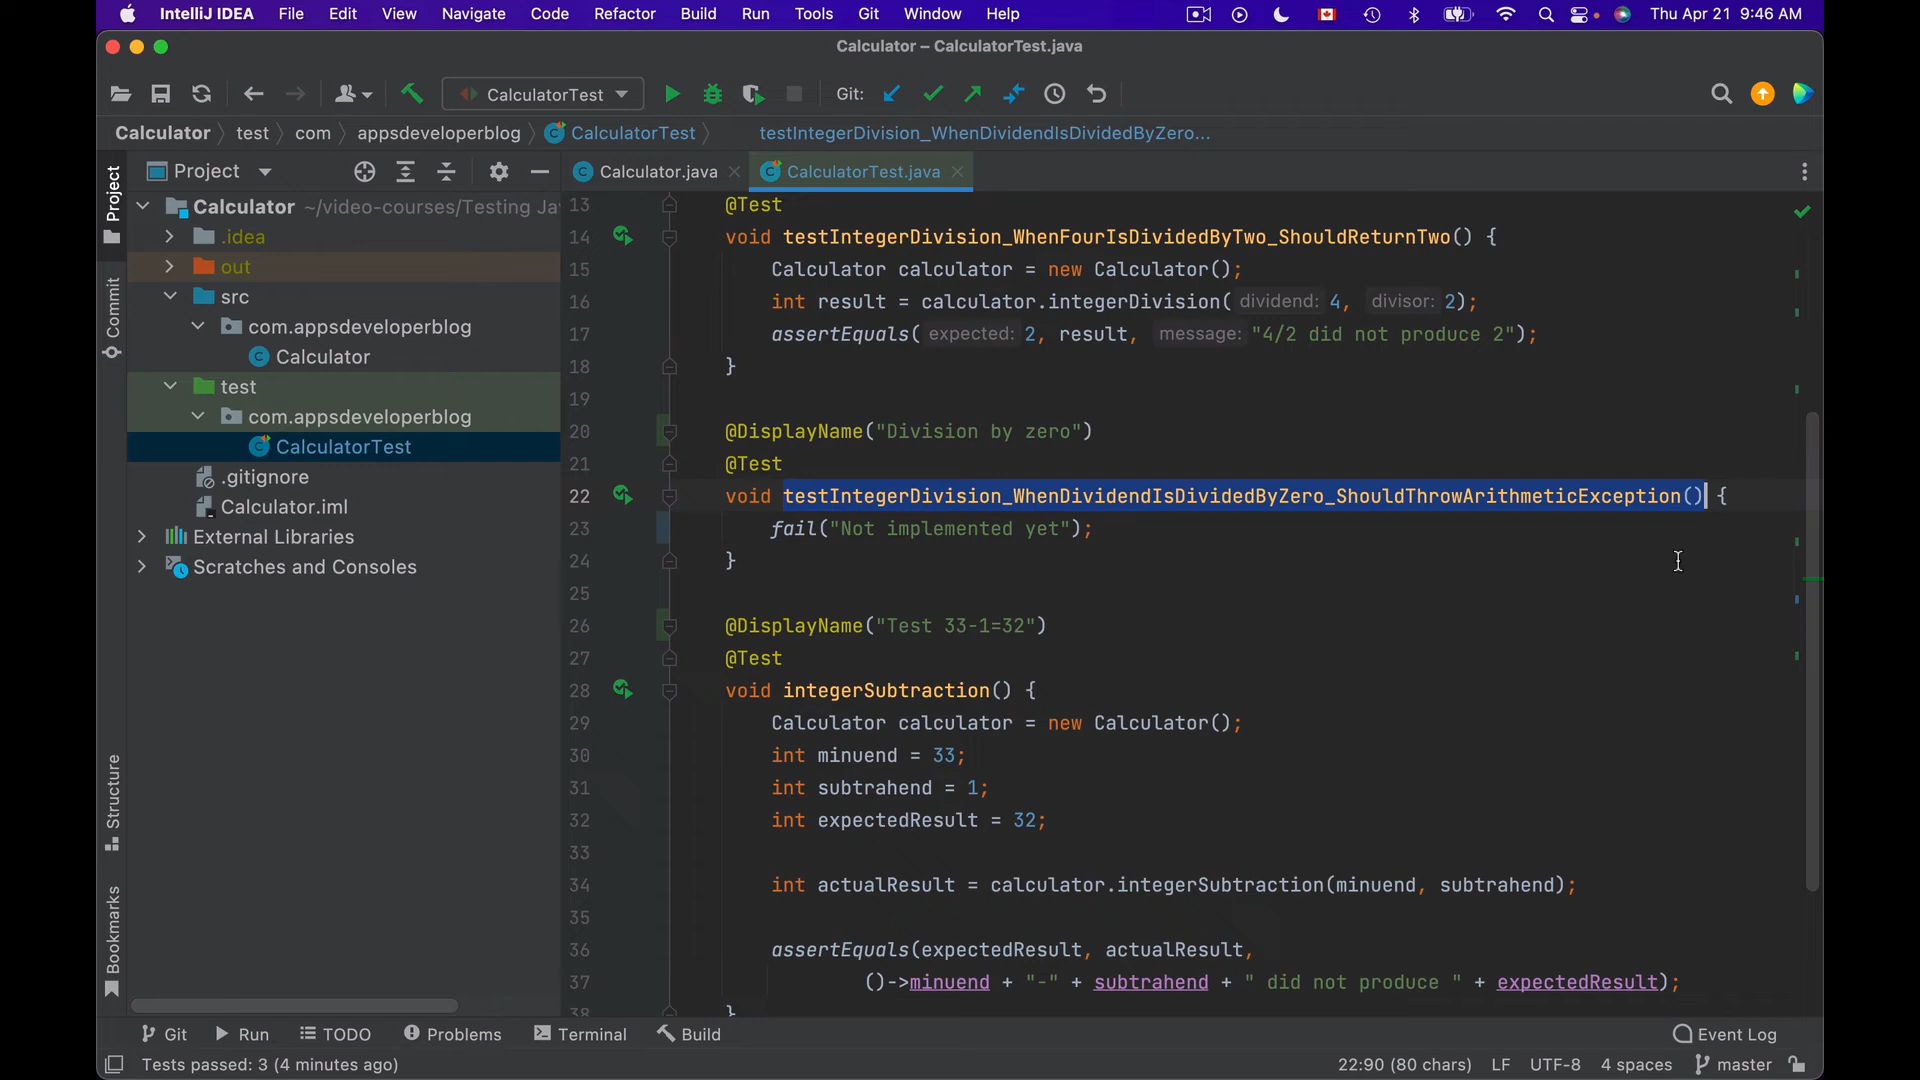 IntelliJ IDEA File Edit View Navigate Code Refactor Build Run Tools Git Window Help Thu Apr 21 9:46 AM
Calculator – CalculatorTest.java
CalculatorTest Git:
Calculator test com appsdeveloperblog CalculatorTest testIntegerDivision_WhenDividendIsDividedByZero...
Project Calculator.java CalculatorTest.java
Project
Commit
Structure
Bookmarks
Calculator ~/video-courses/Testing Ja
.idea
out
src
com.appsdeveloperblog
Calculator
test
com.appsdeveloperblog
CalculatorTest
.gitignore
Calculator.iml
External Libraries
Scratches and Consoles
13 @Test
14 void testIntegerDivision_WhenFourIsDividedByTwo_ShouldReturnTwo() {
15 Calculator calculator = new Calculator();
16 int result = calculator.integerDivision( dividend: 4, divisor: 2);
17 assertEquals( expected: 2, result, message: "4/2 did not produce 2");
18 }
19
20 @DisplayName("Division by zero")
21 @Test
22 void testIntegerDivision_WhenDividendIsDividedByZero_ShouldThrowArithmeticException() {
23 fail("Not implemented yet");
24 }
25
26 @DisplayName("Test 33-1=32")
27 @Test
28 void integerSubtraction() {
29 Calculator calculator = new Calculator();
30 int minuend = 33;
31 int subtrahend = 1;
32 int expectedResult = 32;
33
34 int actualResult = calculator.integerSubtraction(minuend, subtrahend);
35
36 assertEquals(expectedResult, actualResult,
37 ()->minuend + "-" + subtrahend + " did not produce " + expectedResult);
38 }
Git Run TODO Problems Terminal Build Event Log
Tests passed: 3 (4 minutes ago) 22:90 (80 chars) LF UTF-8 4 spaces master